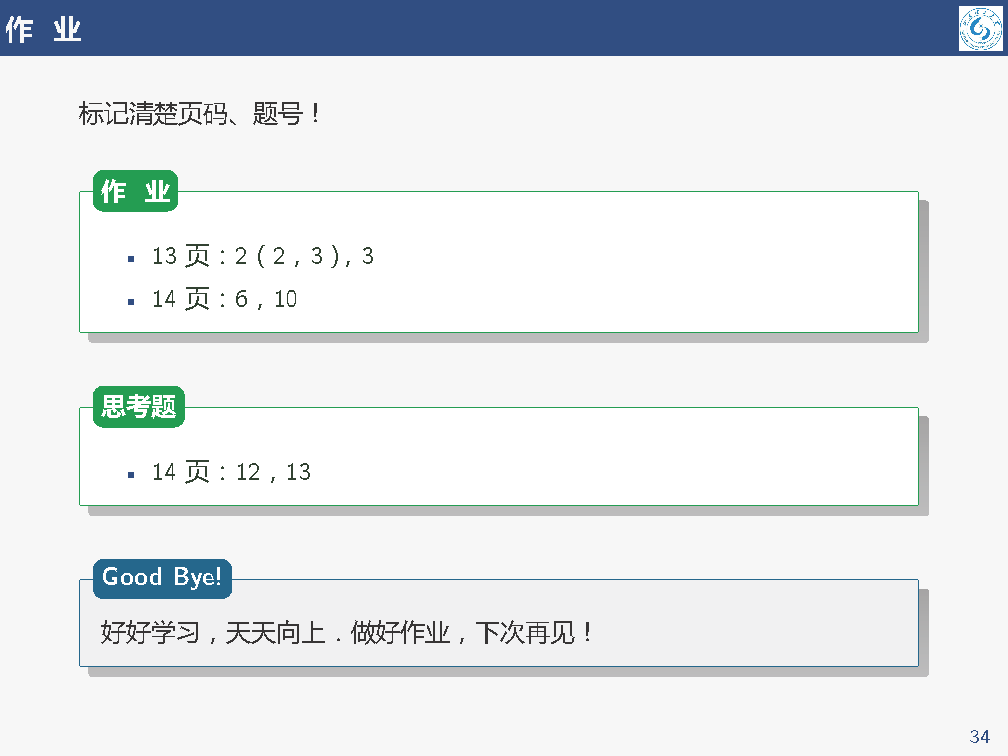 作 业
标记清楚页码、题号！
作 业
13 页：2（2，3），3
14 页：6，10
思考题
14 页：12，13
Good Bye!
好好学习，天天向上．做好作业，下次再见！
34